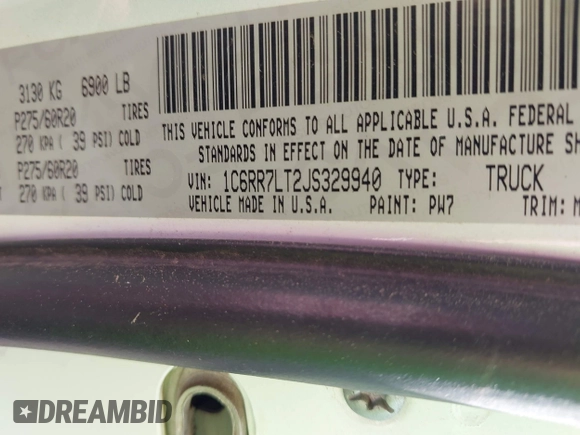 3130 KG 6900 LB
P275/60R20 TIRES
270 KPA ( 39 PSI) COLD
P275/60R20 TIRES
270 KPA ( 39 PSI) COLD
THIS VEHICLE CONFORMS TO ALL APPLICABLE U.S.A. FEDERAL
STANDARDS IN EFFECT ON THE DATE OF MANUFACTURE SH
VIN: 1C6RR7LT2JS329940 TYPE: TRUCK
VEHICLE MADE IN U.S.A. PAINT: PW7 TRIM: M
DREAMBID